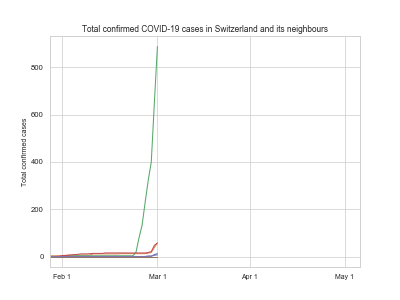 Total confirmed COVID-19 cases in Switzerland and its neighbours
800
600
400
200
0
Total confirmed cases
Feb 1
Mar 1
Apr 1
May 1